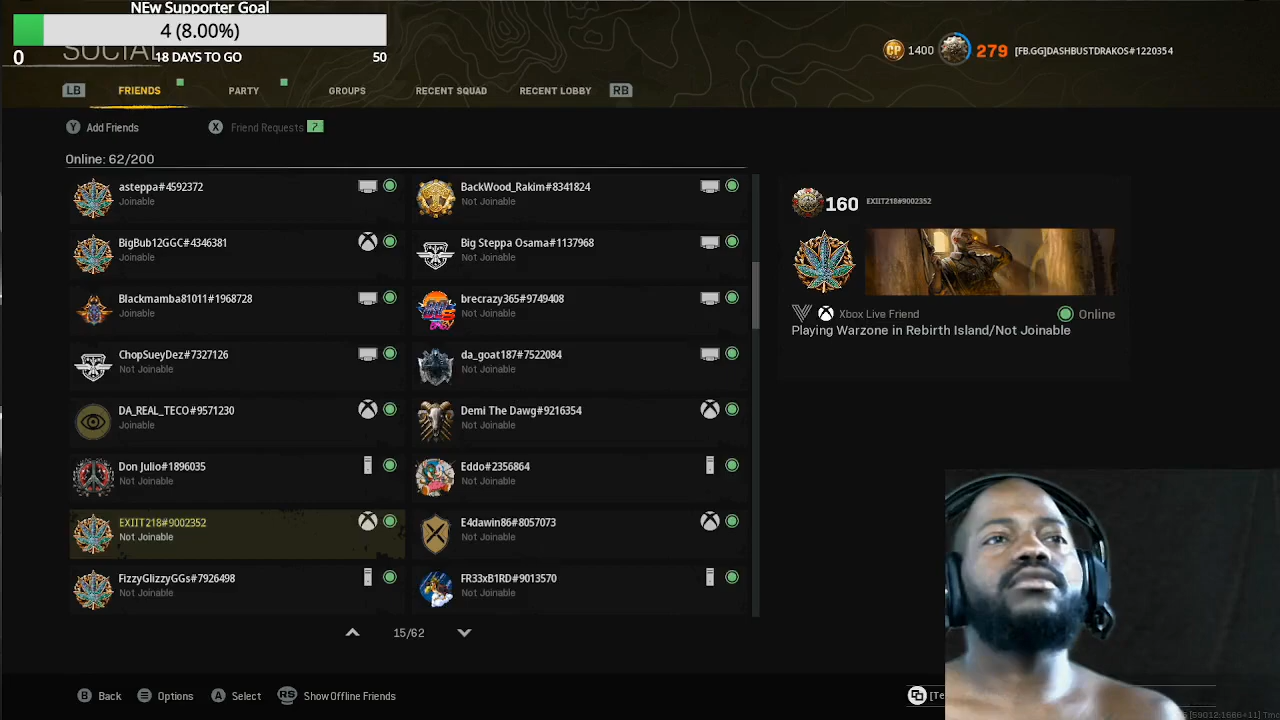 NEw Supporter Goal
4 (8.00%)
SOCIAL
0 18 DAYS TO GO 50
CP 1400 279 [FB.GG]DASHBUSTDRAKOS#1220354
LB FRIENDS PARTY GROUPS RECENT SQUAD RECENT LOBBY RB
Y Add Friends X Friend Requests 7
Online: 62/200
asteppa#4592372
Joinable
BackWood_Rakim#8341824
Not Joinable
BigBub12GGC#4346381
Joinable
Big Steppa Osama#1137968
Not Joinable
Blackmamba81011#1968728
Joinable
brecrazy365#9749408
Not Joinable
ChopSueyDez#7327126
Not Joinable
da_goat187#7522084
Not Joinable
DA_REAL_TECO#9571230
Joinable
Demi The Dawg#9216354
Not Joinable
Don Julio#1896035
Not Joinable
Eddo#2356864
Not Joinable
EXIIT218#9002352
Not Joinable
E4dawin86#8057073
Not Joinable
FizzyGlizzyGGs#7926498
Not Joinable
FR33xB1RD#9013570
Not Joinable
15/62
160 EXIIT218#9002352
Xbox Live Friend Online
Playing Warzone in Rebirth Island/Not Joinable
B Back Options A Select RS Show Offline Friends
[Te